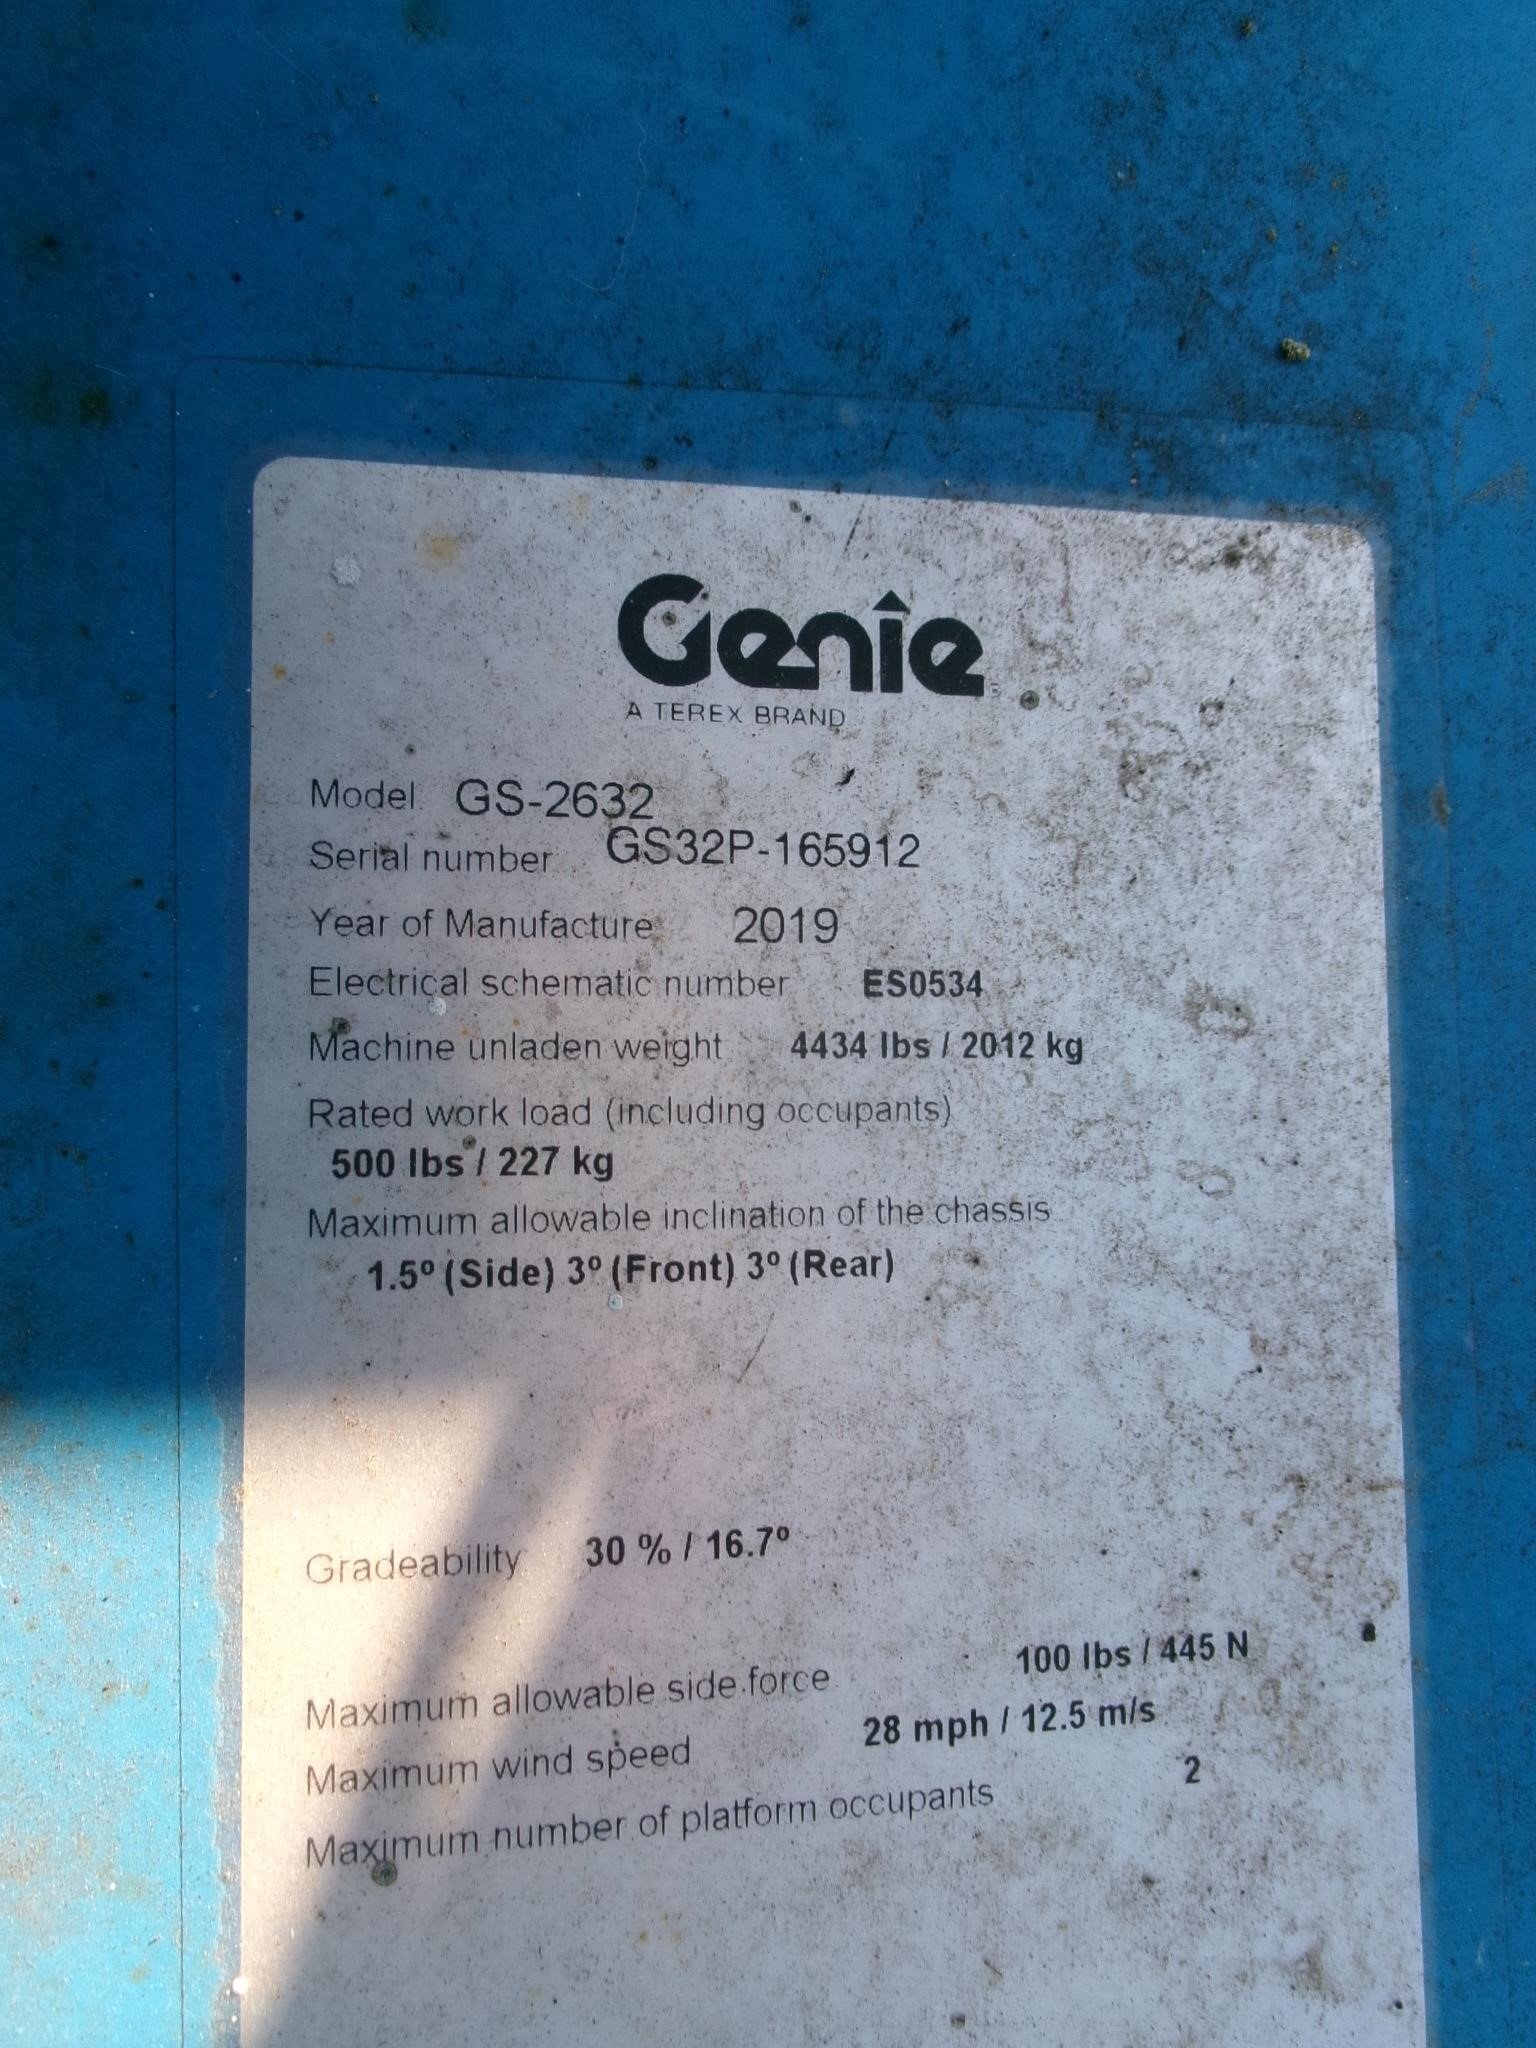 Genie
A TEREX BRAND
Model GS-2632
Serial number GS32P-165912
Year of Manufacture 2019
Electrical schematic number ES0534
Machine unladen weight 4434 lbs / 2012 kg
Rated work load (including occupants)
500 lbs / 227 kg
Maximum allowable inclination of the chassis
1.5º (Side) 3º (Front) 3º (Rear)
Gradeability 30 % / 16.7º
Maximum allowable side force 100 lbs / 445 N
Maximum wind speed 28 mph / 12.5 m/s
Maximum number of platform occupants 2